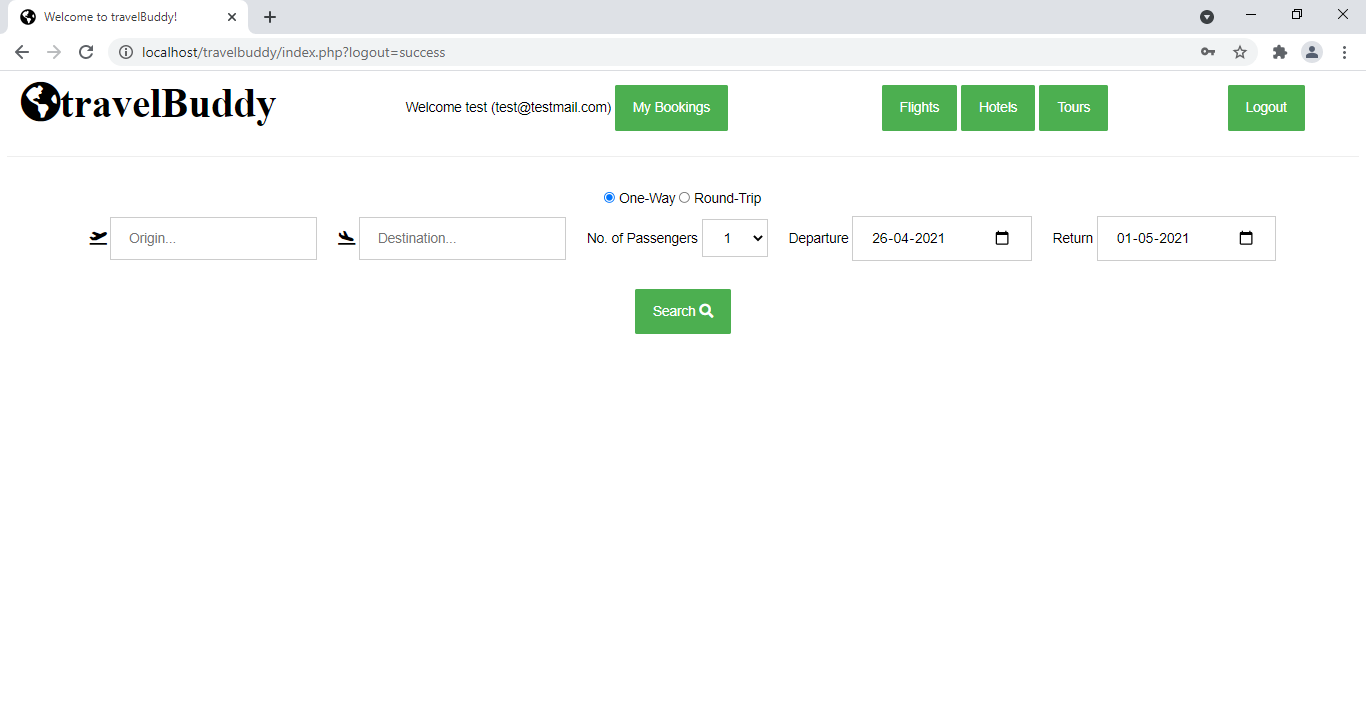 Welcome to travelBuddy!
localhost/travelbuddy/index.php?logout=success
travelBuddy Welcome test (test@testmail.com) My Bookings Flights Hotels Tours Logout
One-Way Round-Trip
Origin... Destination... No. of Passengers 1 Departure 26-04-2021 Return 01-05-2021
Search